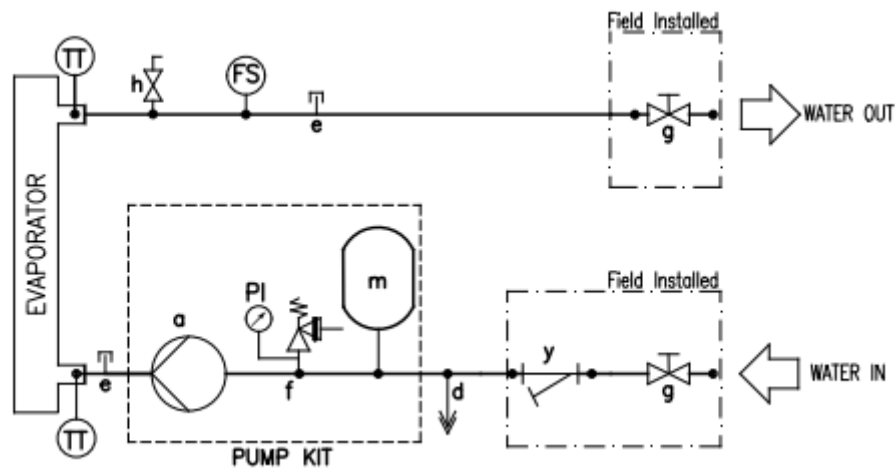 Field Installed
TT
h
FS
e
g
WATER OUT
EVAPORATOR
Field Installed
m
PI
a
y
e
f
d
g
WATER IN
TT
PUMP KIT